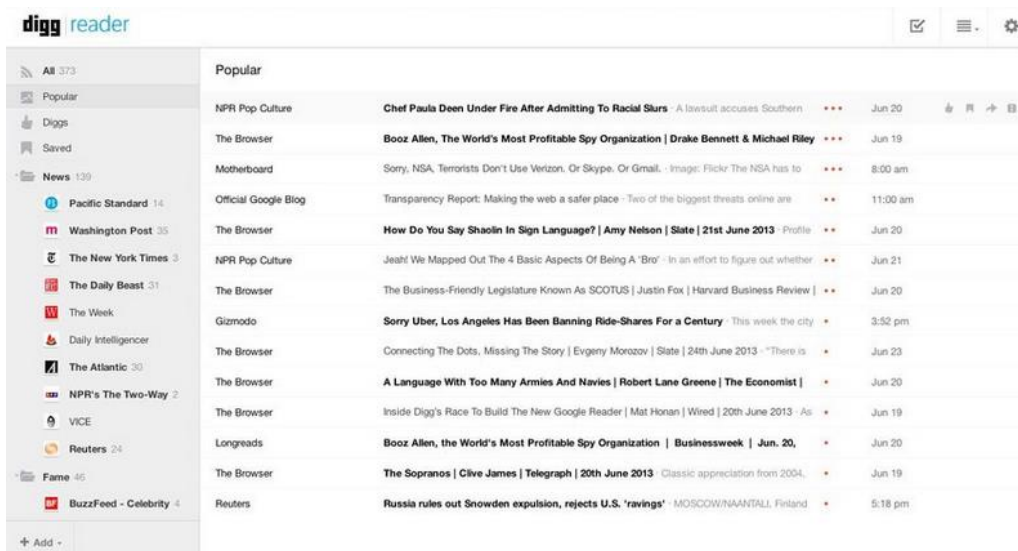 digg reader
All 373
Popular
Diggs
Saved
News 139
Pacific Standard 14
Washington Post 35
The New York Times 3
The Daily Beast 31
The Week
Daily Intelligencer
The Atlantic 30
NPR's The Two-Way 2
VICE
Reuters 24
Fame 46
BuzzFeed - Celebrity 4
+ Add
Popular
NPR Pop Culture Chef Paula Deen Under Fire After Admitting To Racial Slurs · A lawsuit accuses Southern Jun 20
The Browser Booz Allen, The World's Most Profitable Spy Organization | Drake Bennett & Michael Riley Jun 19
Motherboard Sorry, NSA, Terrorists Don't Use Verizon. Or Skype. Or Gmail. · Image: Flickr The NSA has to 8:00 am
Official Google Blog Transparency Report: Making the web a safer place · Two of the biggest threats online are 11:00 am
The Browser How Do You Say Shaolin In Sign Language? | Amy Nelson | Slate | 21st June 2013 · Profile Jun 20
NPR Pop Culture Jeah! We Mapped Out The 4 Basic Aspects Of Being A 'Bro' · In an effort to figure out whether Jun 21
The Browser The Business-Friendly Legislature Known As SCOTUS | Justin Fox | Harvard Business Review | Jun 20
Gizmodo Sorry Uber, Los Angeles Has Been Banning Ride-Shares For a Century · This week the city 3:52 pm
The Browser Connecting The Dots, Missing The Story | Evgeny Morozov | Slate | 24th June 2013 · "There is Jun 23
The Browser A Language With Too Many Armies And Navies | Robert Lane Greene | The Economist | Jun 20
The Browser Inside Digg's Race To Build The New Google Reader | Mat Honan | Wired | 20th June 2013 · As Jun 19
Longreads Booz Allen, the World's Most Profitable Spy Organization | Businessweek | Jun. 20, Jun 20
The Browser The Sopranos | Clive James | Telegraph | 20th June 2013 · Classic appreciation from 2004, Jun 19
Reuters Russia rules out Snowden expulsion, rejects U.S. 'ravings' · MOSCOW/NAANTALI, Finland 5:18 pm